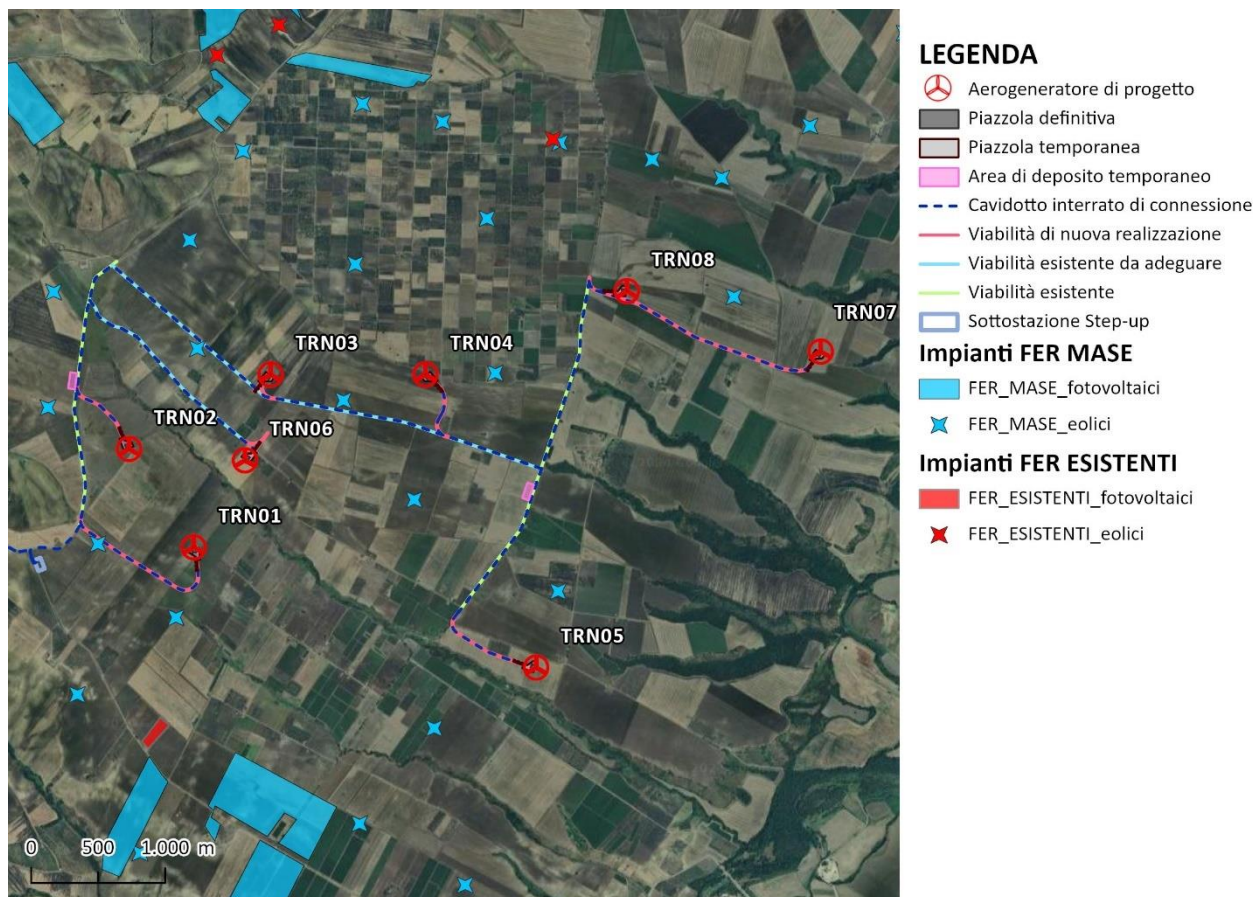 LEGENDA
Aerogeneratore di progetto
Piazzola definitiva
Piazzola temporanea
Area di deposito temporaneo
Cavidotto interrato di connessione
Viabilità di nuova realizzazione
Viabilità esistente da adeguare
Viabilità esistente
Sottostazione Step-up
Impianti FER MASE
FER_MASE_fotovoltaici
FER_MASE_eolici
Impianti FER ESISTENTI
FER_ESISTENTI_fotovoltaici
FER_ESISTENTI_eolici
TRN08
TRN07
TRN03
TRN04
TRN02
TRN06
TRN01
TRN05
0 500 1.000 m